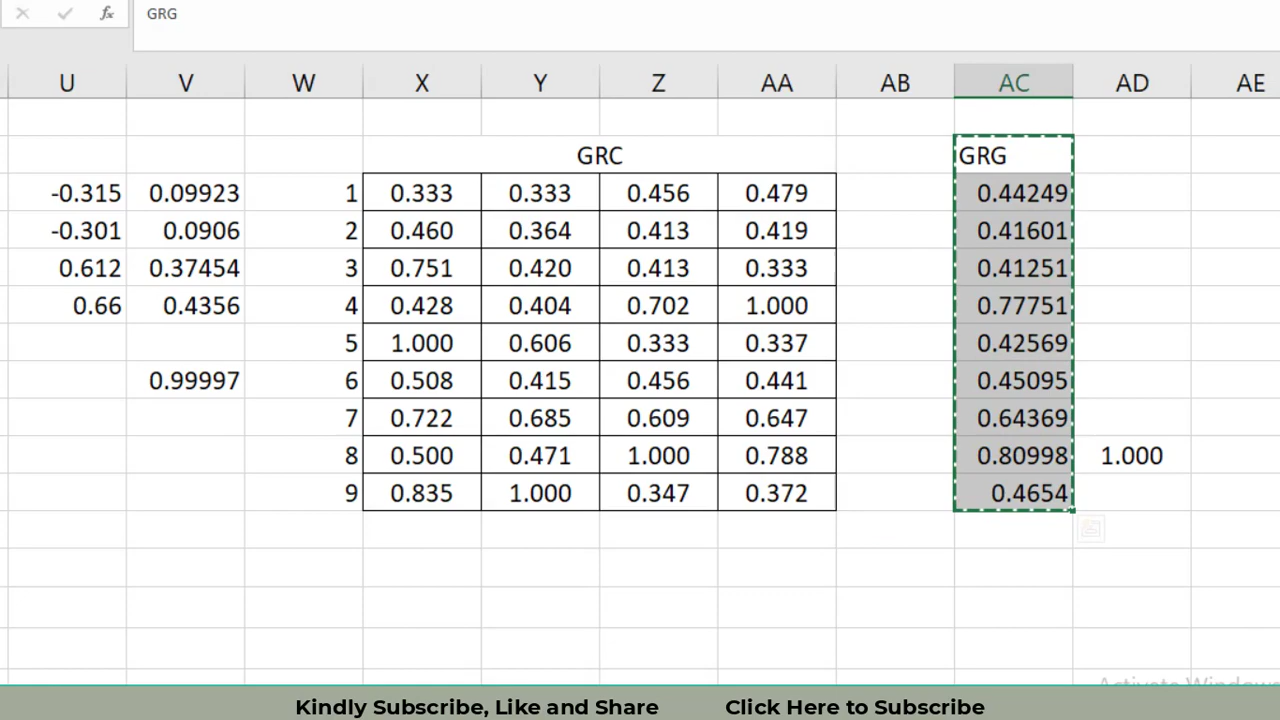 fx GRG
U V W X Y Z AA AB AC AD AE
GRC GRG
-0.315 0.09923 1 0.333 0.333 0.456 0.479 0.44249
-0.301 0.0906 2 0.460 0.364 0.413 0.419 0.41601
0.612 0.37454 3 0.751 0.420 0.413 0.333 0.41251
0.66 0.4356 4 0.428 0.404 0.702 1.000 0.77751
5 1.000 0.606 0.333 0.337 0.42569
0.99997 6 0.508 0.415 0.456 0.441 0.45095
7 0.722 0.685 0.609 0.647 0.64369
8 0.500 0.471 1.000 0.788 0.80998 1.000
9 0.835 1.000 0.347 0.372 0.4654
Activate Windows
Kindly Subscribe, Like and Share Click Here to Subscribe